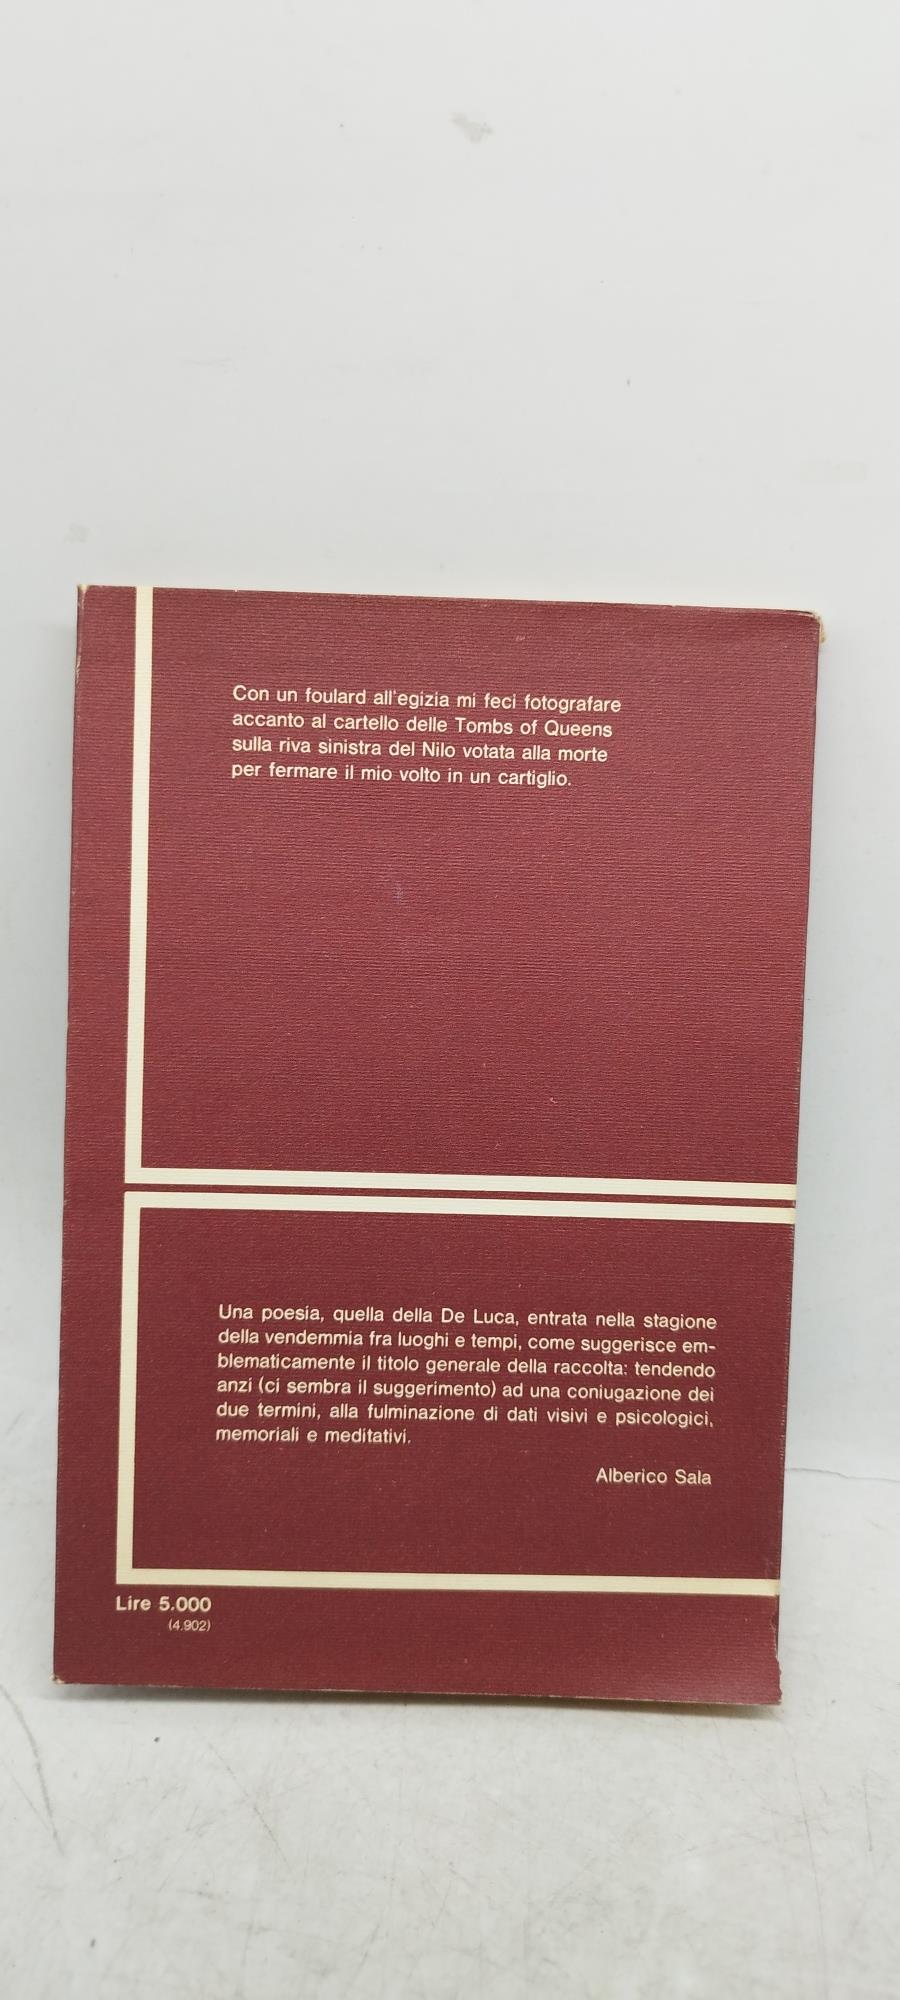 Con un foulard all'egizia mi feci fotografare
accanto al cartello delle Tombs of Queens
sulla riva sinistra del Nilo votata alla morte
per fermare il mio volto in un cartiglio.
Una poesia, quella della De Luca, entrata nella stagione
della vendemmia fra luoghi e tempi, come suggerisce em-
blematicamente il titolo generale della raccolta: tendendo
anzi (ci sembra il suggerimento) ad una coniugazione dei
due termini, alla fulminazione di dati visivi e psicologici,
memoriali e meditativi.
Alberico Sala
Lire 5.000
(4.902)